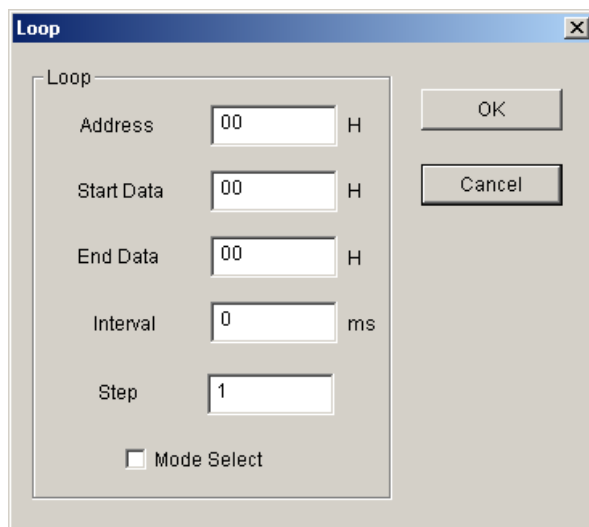 Loop
Loop
Address 00 H
Start Data 00 H
End Data 00 H
Interval 0 ms
Step 1
Mode Select
OK
Cancel